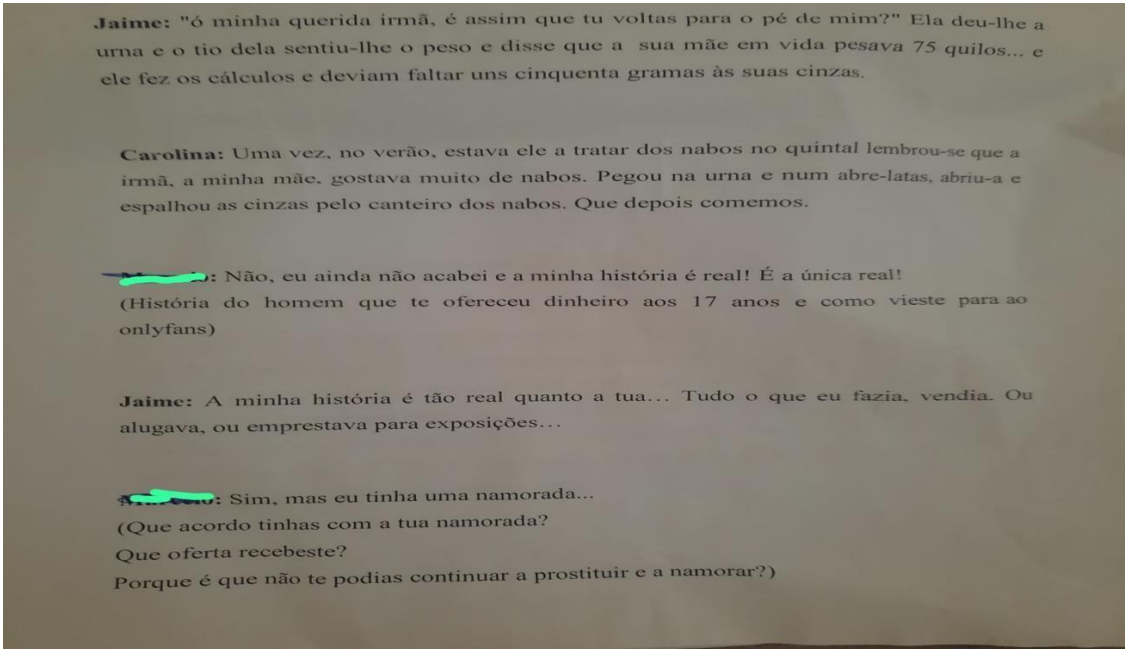 Jaime: "ó minha querida irmã, é assim que tu voltas para o pé de mim?" Ela deu-lhe a
urna e o tio dela sentiu-lhe o peso e disse que a sua mãe em vida pesava 75 quilos... e
ele fez os cálculos e deviam faltar uns cinquenta gramas às suas cinzas.
Carolina: Uma vez, no verão, estava ele a tratar dos nabos no quintal lembrou-se que a
irmã, a minha mãe, gostava muito de nabos. Pegou na urna e num abre-latas, abriu-a e
espalhou as cinzas pelo canteiro dos nabos. Que depois comemos.
: Não, eu ainda não acabei e a minha história é real! É a única real!
(História do homem que te ofereceu dinheiro aos 17 anos e como vieste para ao
onlyfans)
Jaime: A minha história é tão real quanto a tua... Tudo o que eu fazia, vendia. Ou
alugava, ou emprestava para exposições...
: Sim, mas eu tinha uma namorada...
(Que acordo tinhas com a tua namorada?
Que oferta recebeste?
Porque é que não te podias continuar a prostituir e a namorar?)